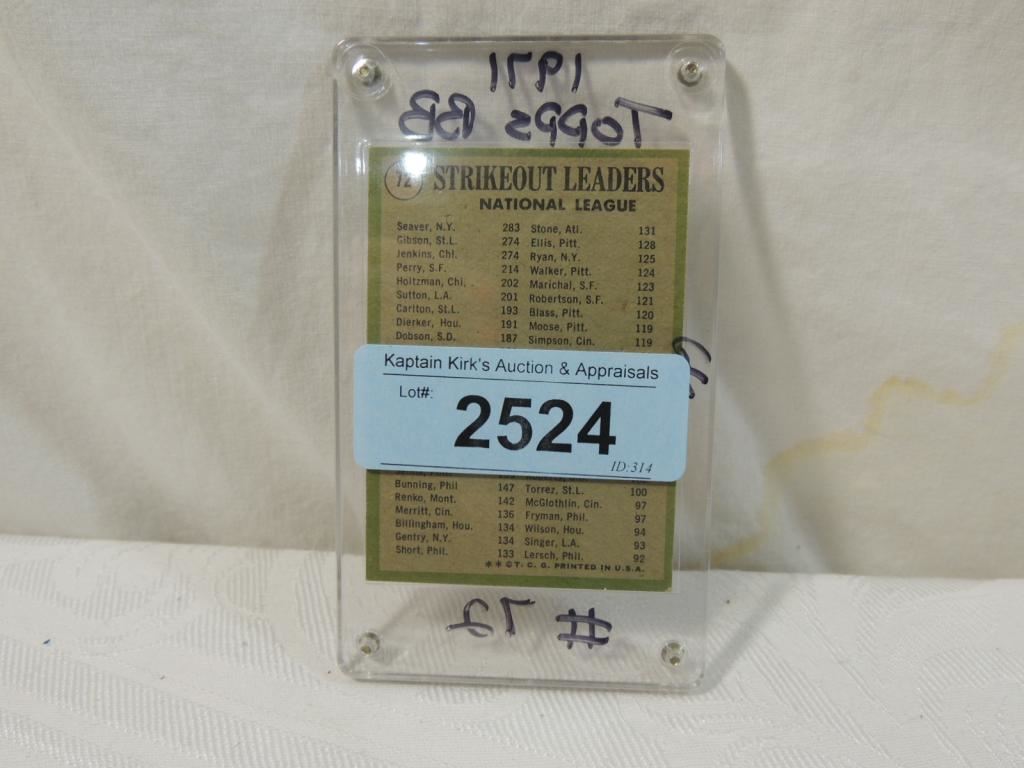 1971
Topps BB
72 STRIKEOUT LEADERS
NATIONAL LEAGUE
Seaver, N.Y. 283 Stone, Atl. 131
Gibson, St.L. 274 Ellis, Pitt. 128
Jenkins, Chi. 274 Ryan, N.Y. 125
Perry, S.F. 214 Walker, Pitt. 124
Holtzman, Chi. 202 Marichal, S.F. 123
Sutton, L.A. 201 Robertson, S.F. 121
Carlton, St.L. 193 Blass, Pitt. 120
Dierker, Hou. 191 Moose, Pitt. 119
Dobson, S.D. 187 Simpson, Cin. 119
Kaptain Kirk's Auction & Appraisals
Lot#: 2524
ID:314
Bunning, Phil 147 Torrez, St.L. 100
Renko, Mont. 142 McGlothlin, Cin. 97
Merritt, Cin. 136 Fryman, Phil. 97
Billingham, Hou. 134 Wilson, Hou. 94
Gentry, N.Y. 134 Singer, L.A. 93
Short, Phil. 133 Lersch, Phil. 92
**©T.C.G. PRINTED IN U.S.A.
# 72